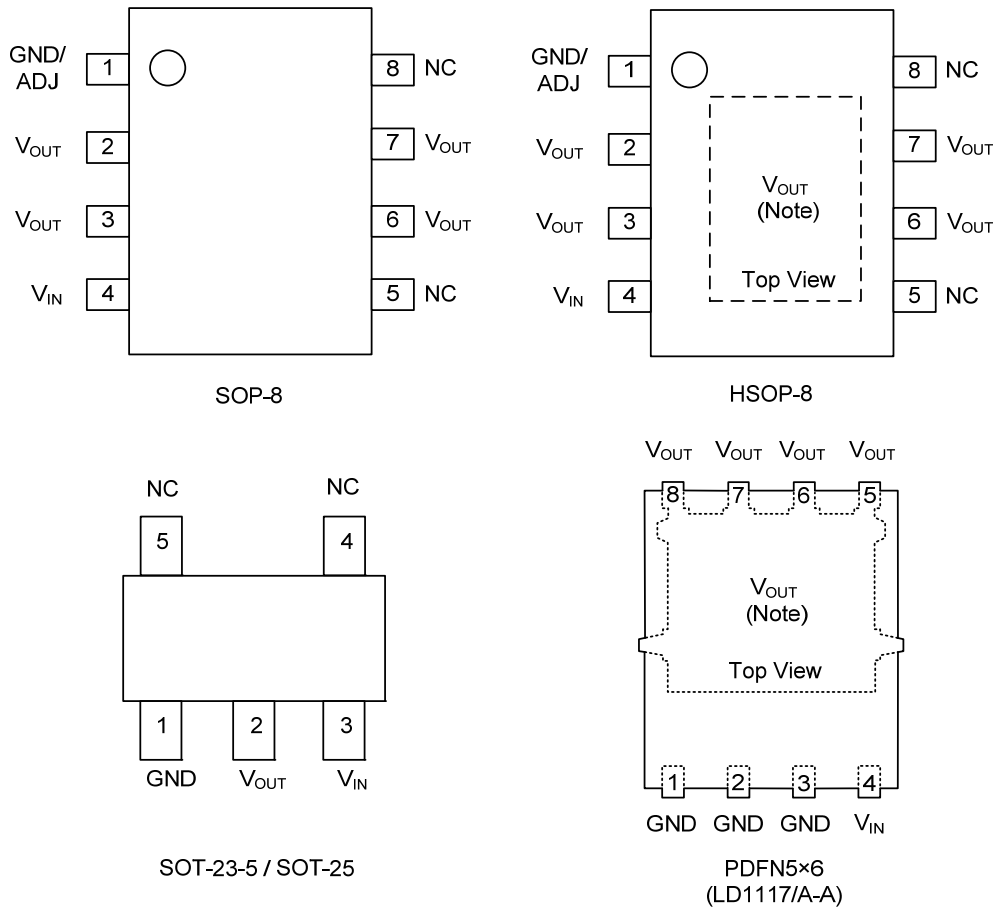 GND/
ADJ
1
8
NC
VOUT
2
7
VOUT
VOUT
3
6
VOUT
VIN
4
5
NC
SOP-8
GND/
ADJ
1
8
NC
VOUT
2
7
VOUT
VOUT
3
6
VOUT
VIN
4
5
NC
VOUT
(Note)
Top View
HSOP-8
NC
NC
5
4
1
2
3
GND
VOUT
VIN
SOT-23-5 / SOT-25
VOUT
VOUT
VOUT
VOUT
8
7
6
5
VOUT
(Note)
Top View
1
2
3
4
GND
GND
GND
VIN
PDFN5×6
(LD1117/A-A)